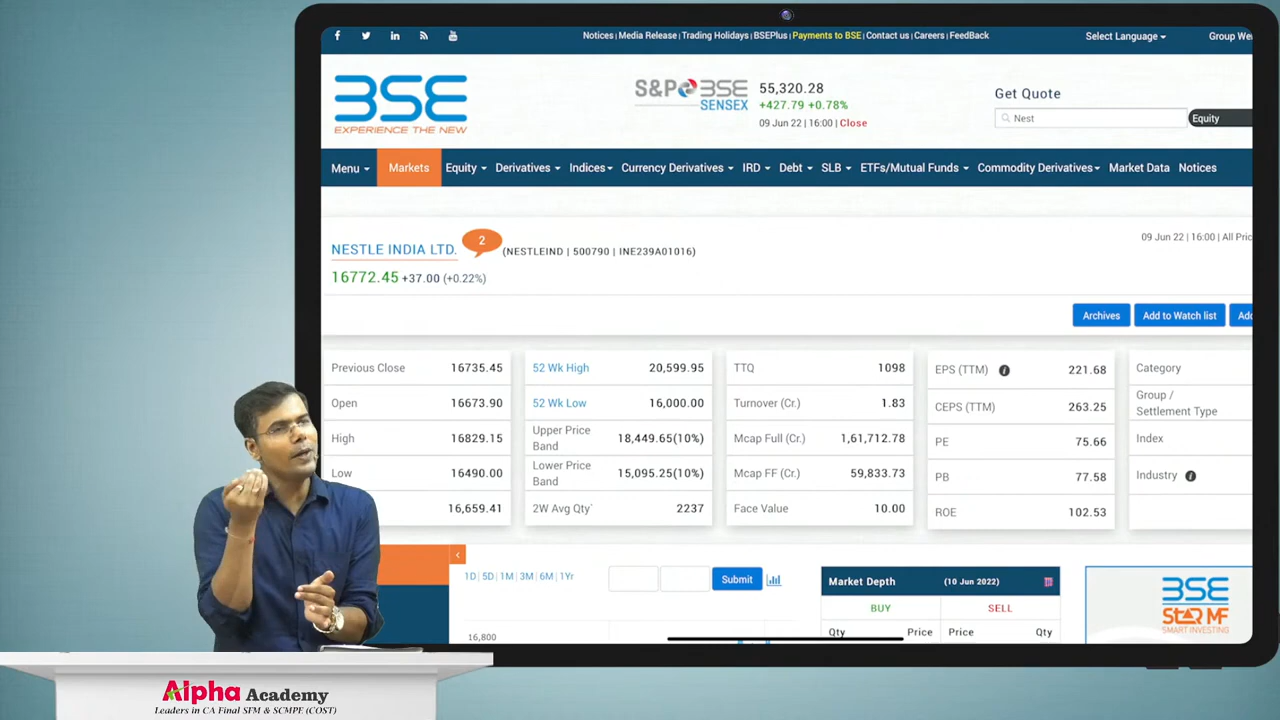 Notices | Media Release | Trading Holidays | BSEPlus | Payments to BSE | Contact us | Careers | FeedBack
Select Language
Group
BSE
EXPERIENCE THE NEW
S&P BSE
SENSEX
55,320.28
+427.79 +0.78%
09 Jun 22 | 16:00 | Close
Get Quote
Nest
Equity
Menu
Markets
Equity
Derivatives
Indices
Currency Derivatives
IRD
Debt
SLB
ETFs/Mutual Funds
Commodity Derivatives
Market Data
Notices
NESTLE INDIA LTD.
2
(NESTLEIND | 500790 | INE239A01016)
09 Jun 22 | 16:00 | All
16772.45 +37.00 (+0.22%)
Archives
Add to Watch list
Previous Close 16735.45
Open 16673.90
High 16829.15
Low 16490.00
16,659.41
52 Wk High 20,599.95
52 Wk Low 16,000.00
Upper Price
Band 18,449.65(10%)
Lower Price
Band 15,095.25(10%)
2W Avg Qty 2237
TTQ 1098
Turnover (Cr.) 1.83
Mcap Full (Cr.) 1,61,712.78
Mcap FF (Cr.) 59,833.73
Face Value 10.00
EPS (TTM) 221.68
CEPS (TTM) 263.25
PE 75.66
PB 77.58
ROE 102.53
Category
Group /
Settlement Type
Index
Industry
1D | 5D | 1M | 3M | 6M | 1Yr
Submit
16,800
Market Depth (10 Jun 2022)
BUY SELL
Qty Price Price Qty
BSE
STAR MF
SMART INVESTING
Alpha Academy
Leaders in CA Final SFM & SCMPE (COST)